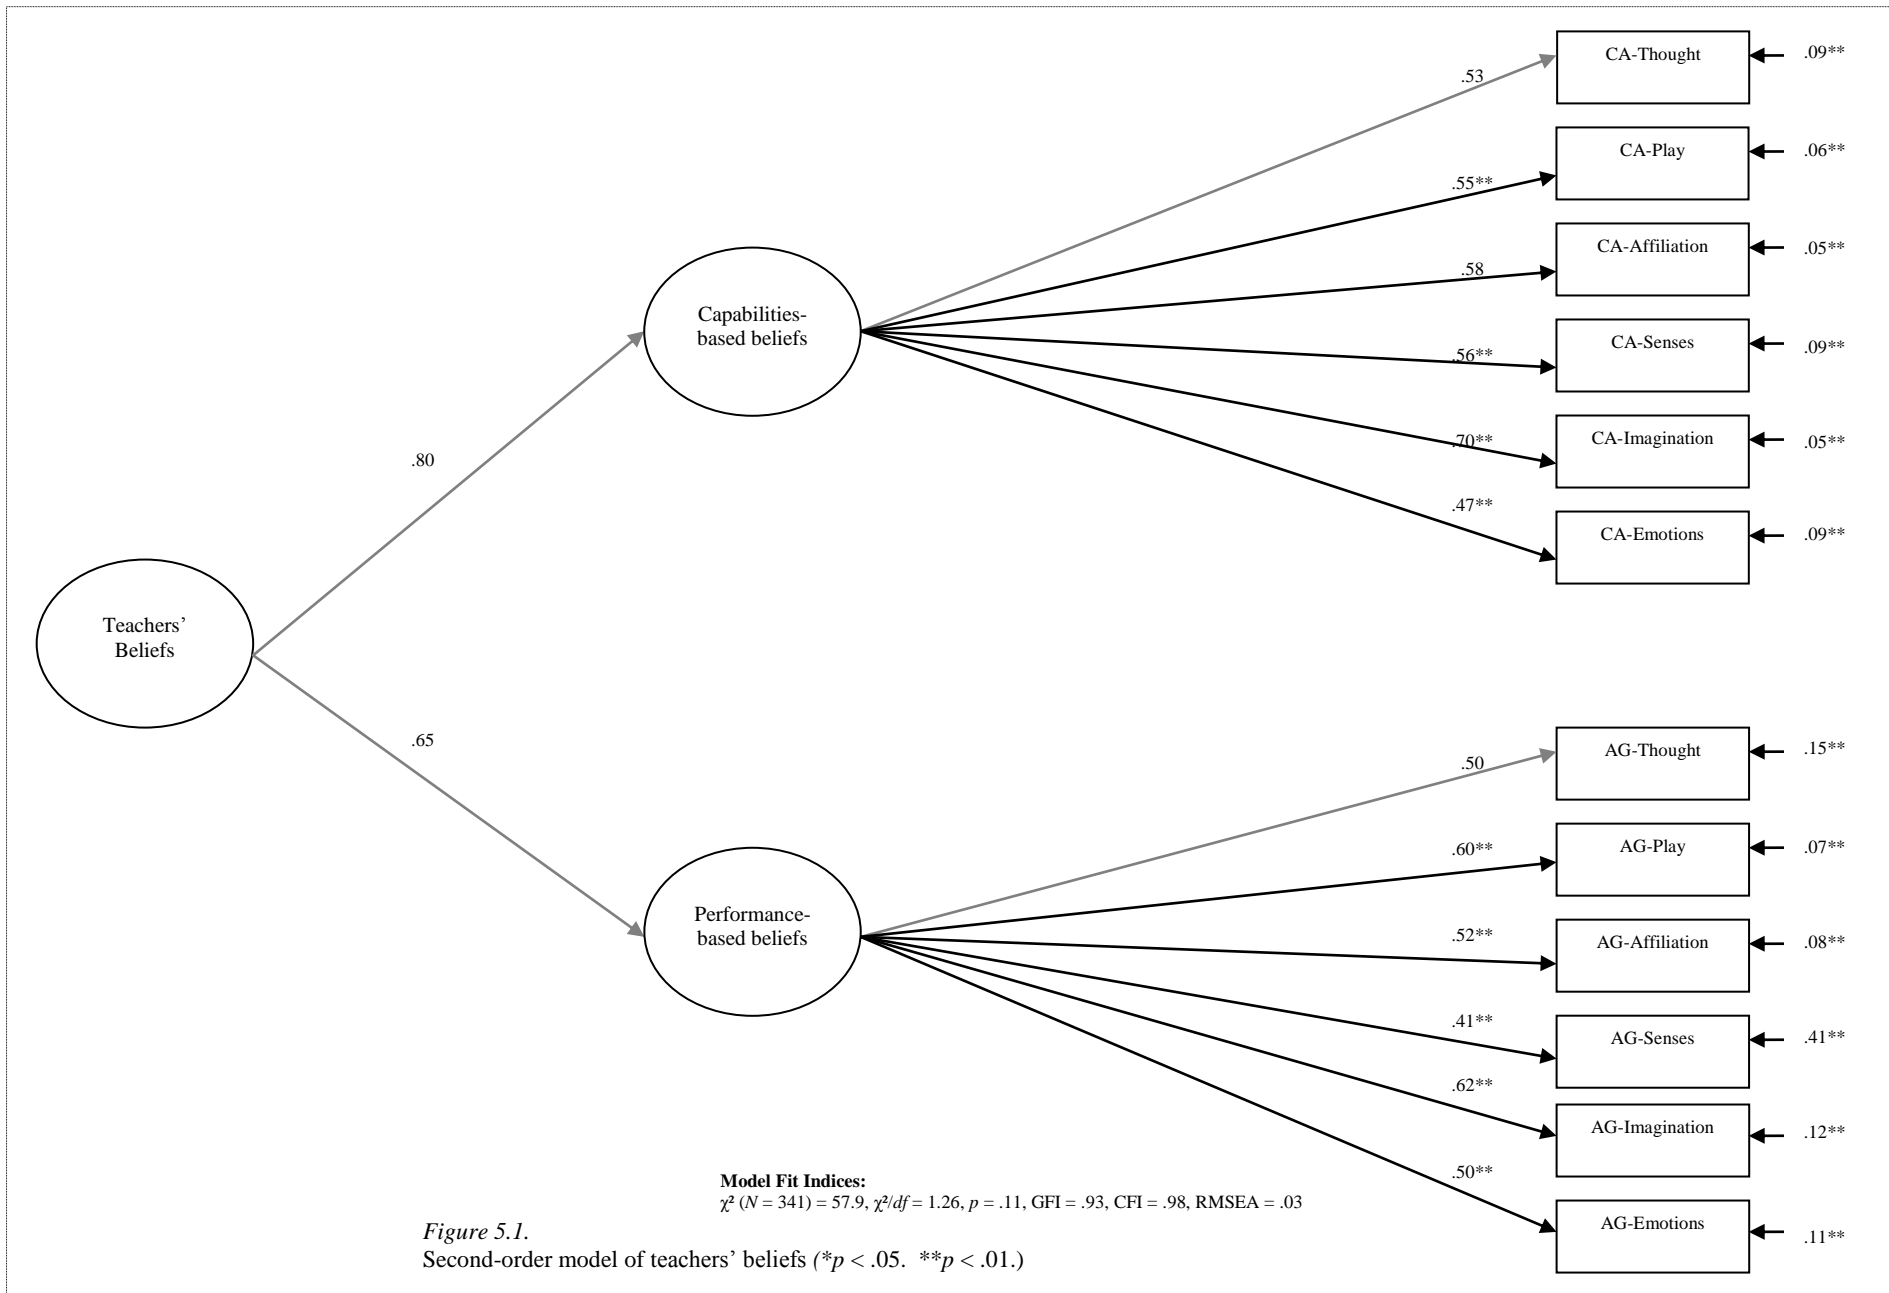 CA-Thought
.09**
.53
CA-Play
.06**
.55**
CA-Affiliation
.05**
.58
CA-Senses
.09**
.56**
CA-Imagination
.05**
.70**
CA-Emotions
.09**
.47**
Capabilities-
based beliefs
.80
Teachers’
Beliefs
.65
Performance-
based beliefs
AG-Thought
.15**
.50
AG-Play
.07**
.60**
AG-Affiliation
.08**
.52**
AG-Senses
.41**
.41**
AG-Imagination
.12**
.62**
AG-Emotions
.11**
.50**
Model Fit Indices:
χ² (N = 341) = 57.9, χ²/df = 1.26, p = .11, GFI = .93, CFI = .98, RMSEA = .03
Figure 5.1.
Second-order model of teachers’ beliefs (*p < .05. **p < .01.)